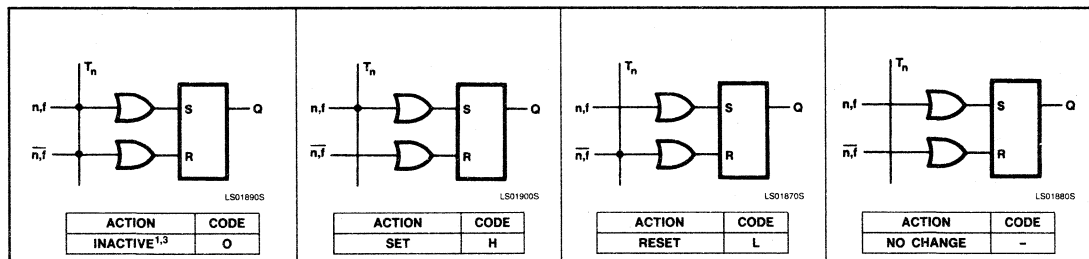 Tn
n,f
S
Q
n,f
R
LS01890S
ACTION CODE
INACTIVE1,3 O
Tn
n,f
S
Q
n,f
R
LS01900S
ACTION CODE
SET H
Tn
n,f
S
Q
n,f
R
LS01870S
ACTION CODE
RESET L
Tn
n,f
S
Q
n,f
R
LS01880S
ACTION CODE
NO CHANGE –